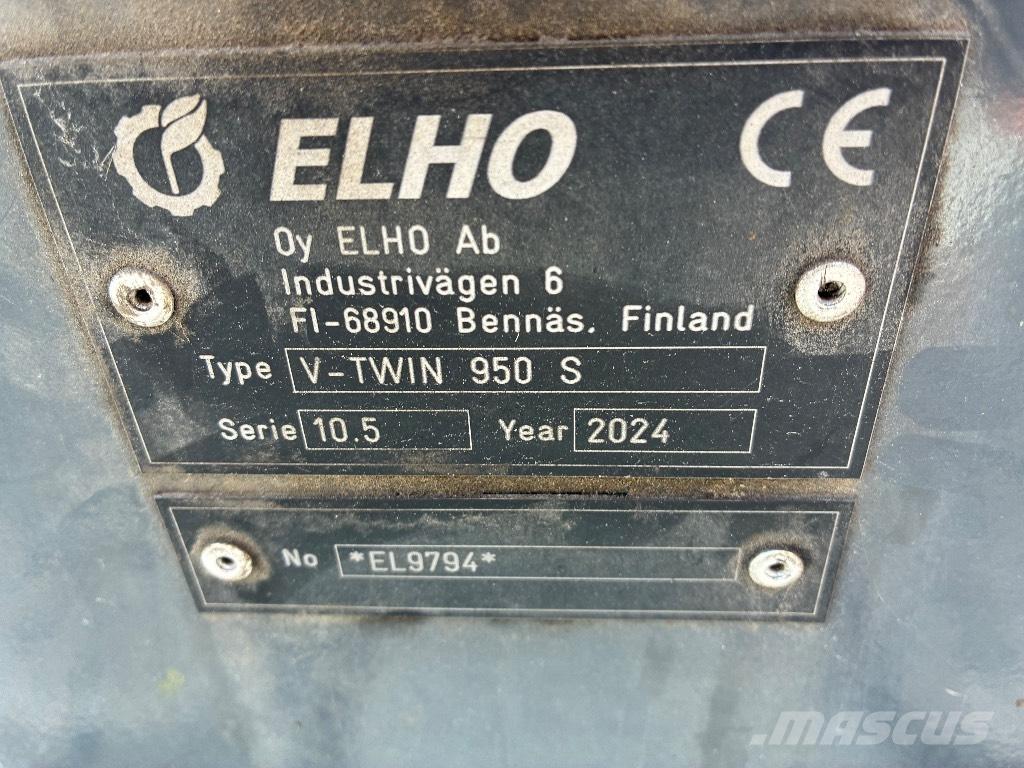 ELHO CE
Oy ELHO Ab
Industrivägen 6
FI-68910 Bennäs. Finland
Type V-TWIN 950 S
Serie 10.5 Year 2024
No *EL9794*
MASCUS